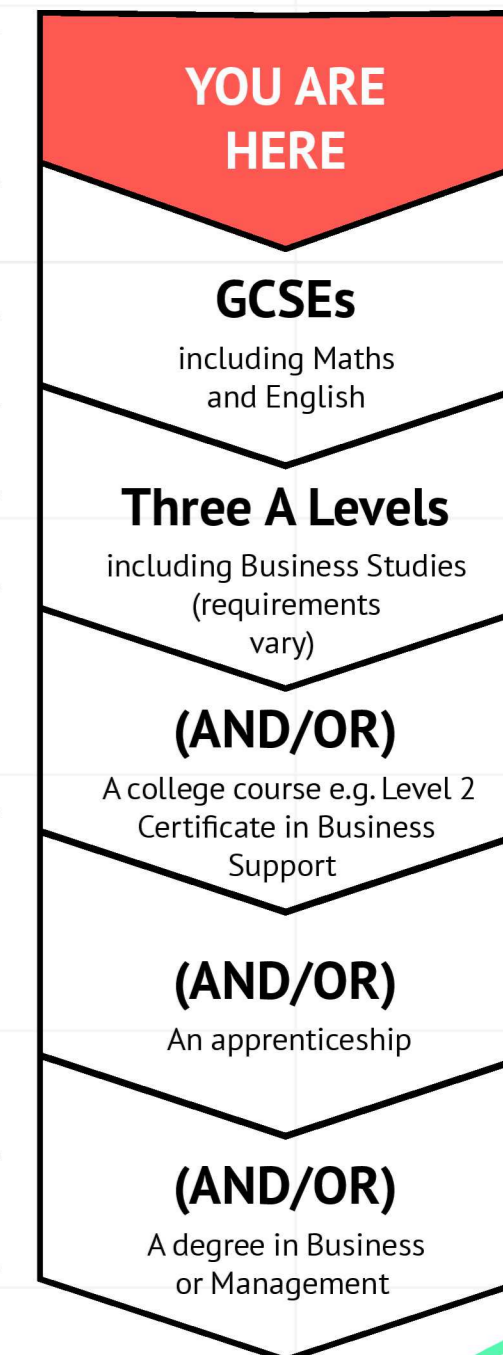 YOU ARE
HERE
GCSEs
including Maths
and English
Three A Levels
including Business Studies
(requirements
vary)
(AND/OR)
A college course e.g. Level 2
Certificate in Business
Support
(AND/OR)
An apprenticeship
(AND/OR)
A degree in Business
or Management